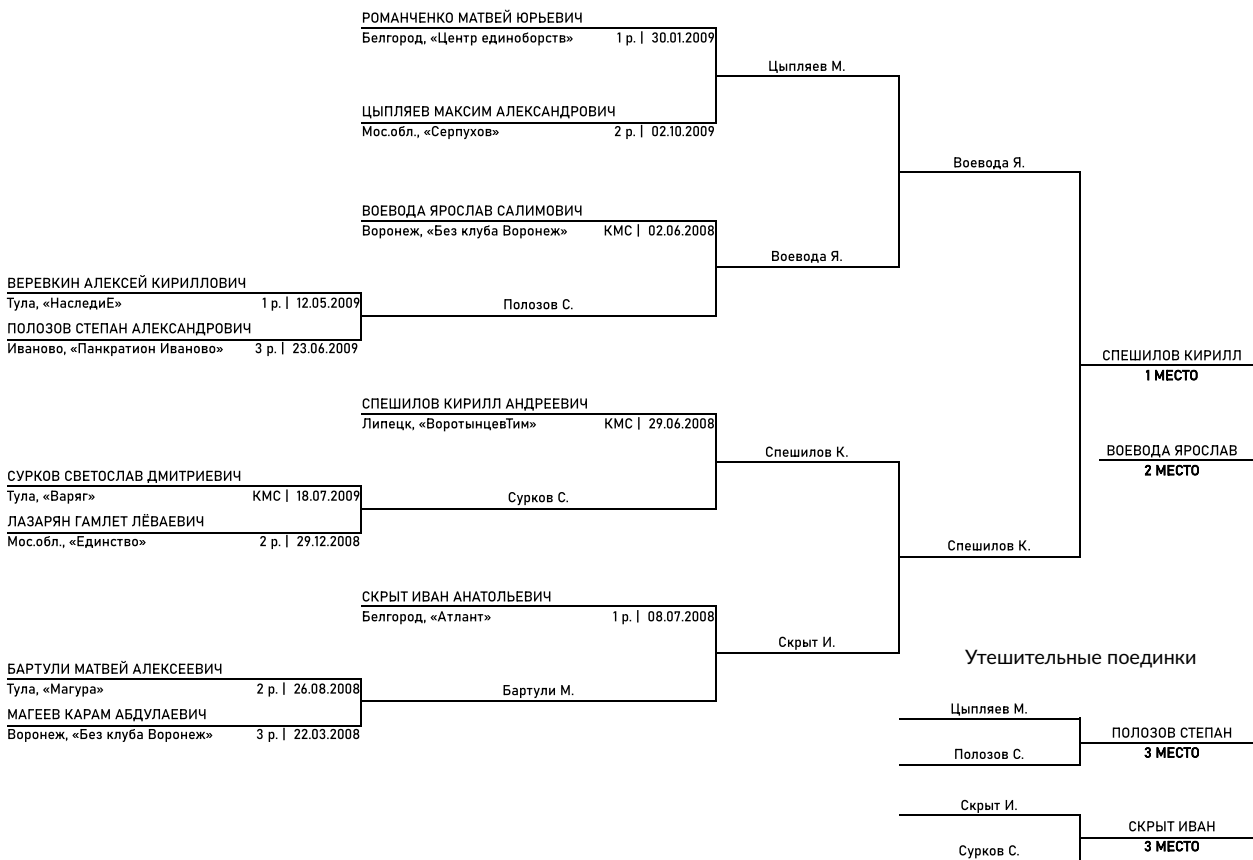 РОМАНЧЕНКО МАТВЕЙ ЮРЬЕВИЧ
Белгород, «Центр единоборств» 1 р. | 30.01.2009
Цыпляев М.
ЦЫПЛЯЕВ МАКСИМ АЛЕКСАНДРОВИЧ
Мос.обл., «Серпухов» 2 р. | 02.10.2009
Воевода Я.
ВОЕВОДА ЯРОСЛАВ САЛИМОВИЧ
Воронеж, «Без клуба Воронеж» КМС | 02.06.2008
Воевода Я.
ВЕРЕВКИН АЛЕКСЕЙ КИРИЛЛОВИЧ
Тула, «НаследиЕ» 1 р. | 12.05.2009
Полозов С.
ПОЛОЗОВ СТЕПАН АЛЕКСАНДРОВИЧ
Иваново, «Панкратион Иваново» 3 р. | 23.06.2009
СПЕШИЛОВ КИРИЛЛ
1 МЕСТО
СПЕШИЛОВ КИРИЛЛ АНДРЕЕВИЧ
Липецк, «ВоротынцевТим» КМС | 29.06.2008
Спешилов К.
ВОЕВОДА ЯРОСЛАВ
2 МЕСТО
СУРКОВ СВЕТОСЛАВ ДМИТРИЕВИЧ
Тула, «Варяг» КМС | 18.07.2009
Сурков С.
ЛАЗАРЯН ГАМЛЕТ ЛЁВАЕВИЧ
Мос.обл., «Единство» 2 р. | 29.12.2008
Спешилов К.
СКРЫТ ИВАН АНАТОЛЬЕВИЧ
Белгород, «Атлант» 1 р. | 08.07.2008
Скрыт И.
Утешительные поединки
БАРТУЛИ МАТВЕЙ АЛЕКСЕЕВИЧ
Тула, «Магура» 2 р. | 26.08.2008
Бартули М.
МАГЕЕВ КАРАМ АБДУЛАЕВИЧ
Воронеж, «Без клуба Воронеж» 3 р. | 22.03.2008
Цыпляев М.
ПОЛОЗОВ СТЕПАН
3 МЕСТО
Полозов С.
Скрыт И.
СКРЫТ ИВАН
3 МЕСТО
Сурков С.